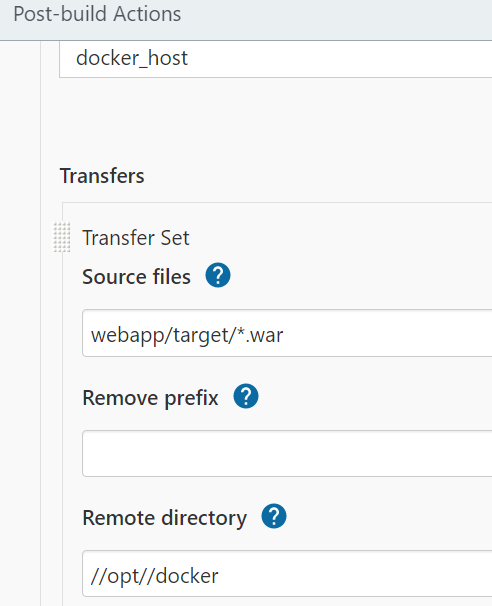 Post-build Actions
docker_host
Transfers
Transfer Set
Source files ?
webapp/target/*.war
Remove prefix ?
Remote directory ?
//opt//docker